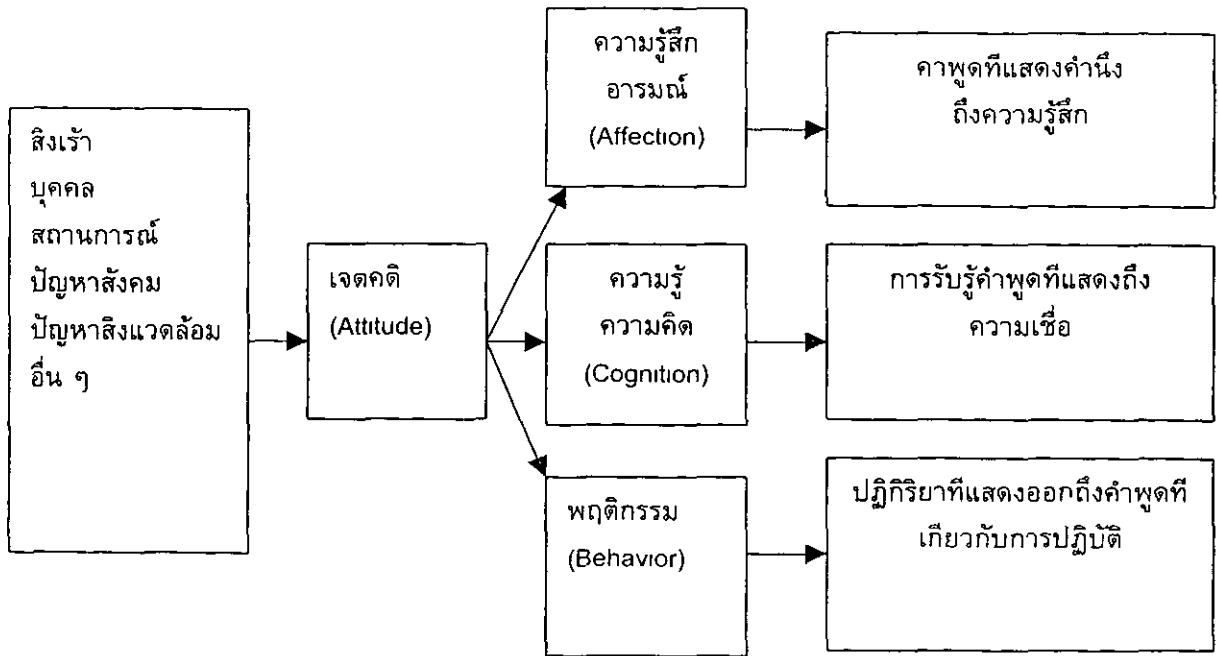 สิงเร้า
บุคคล
สถานการณ์
ปัญหาสังคม
ปัญหาสิงแวดล้อม
อื่น ๆ
เจตคติ
(Attitude)
ความรู้สึก
อารมณ์
(Affection)
คาพูดทีแสดงคำนึง
ถึงความรู้สึก
ความรู้
ความคิด
(Cognition)
การรับรู้คำพูดทีแสดงถึง
ความเชื่อ
พฤติกรรม
(Behavior)
ปฏิกิริยาทีแสดงออกถึงคำพูดที
เกียวกับการปฏิบัติ